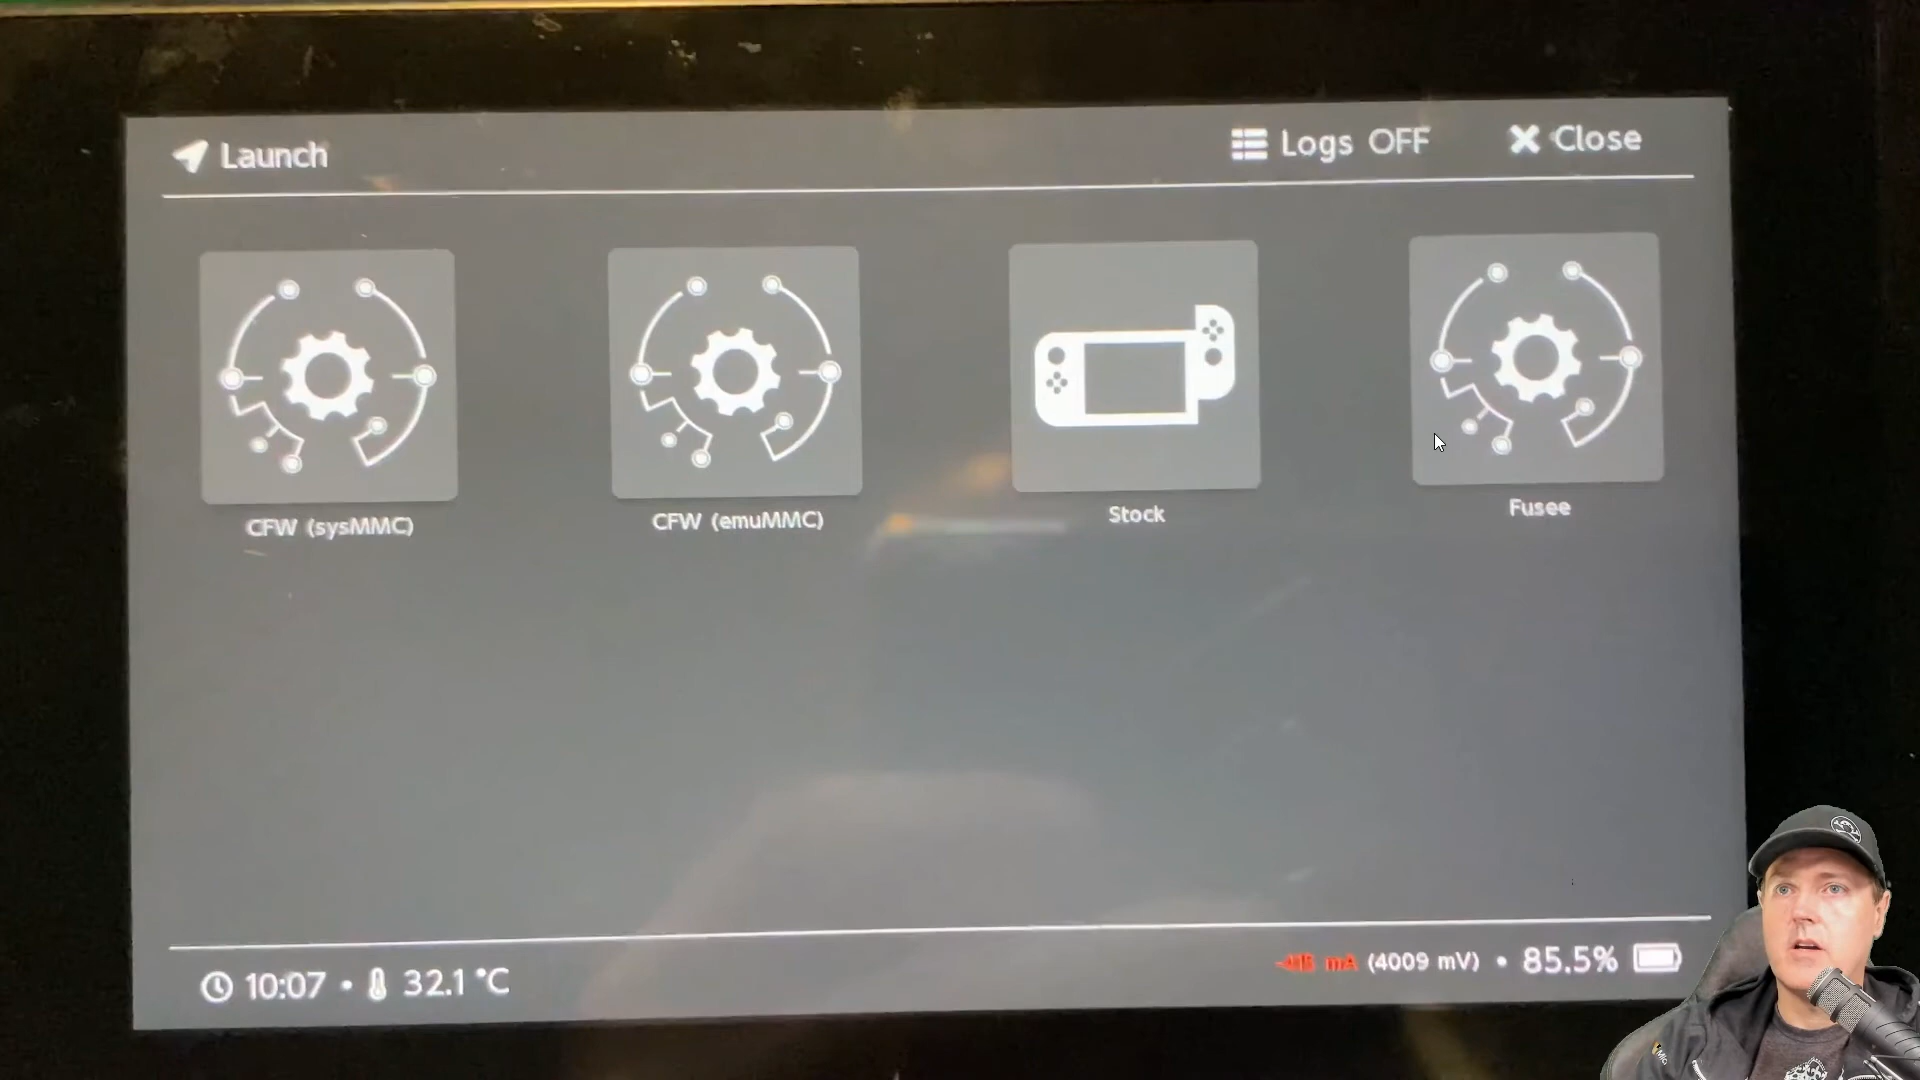 Launch
Logs OFF
Close
CFW (sysMMC)
CFW (emuMMC)
Stock
Fusee
10:07 • 32.1 °C
mA (4009 mV) • 85.5%